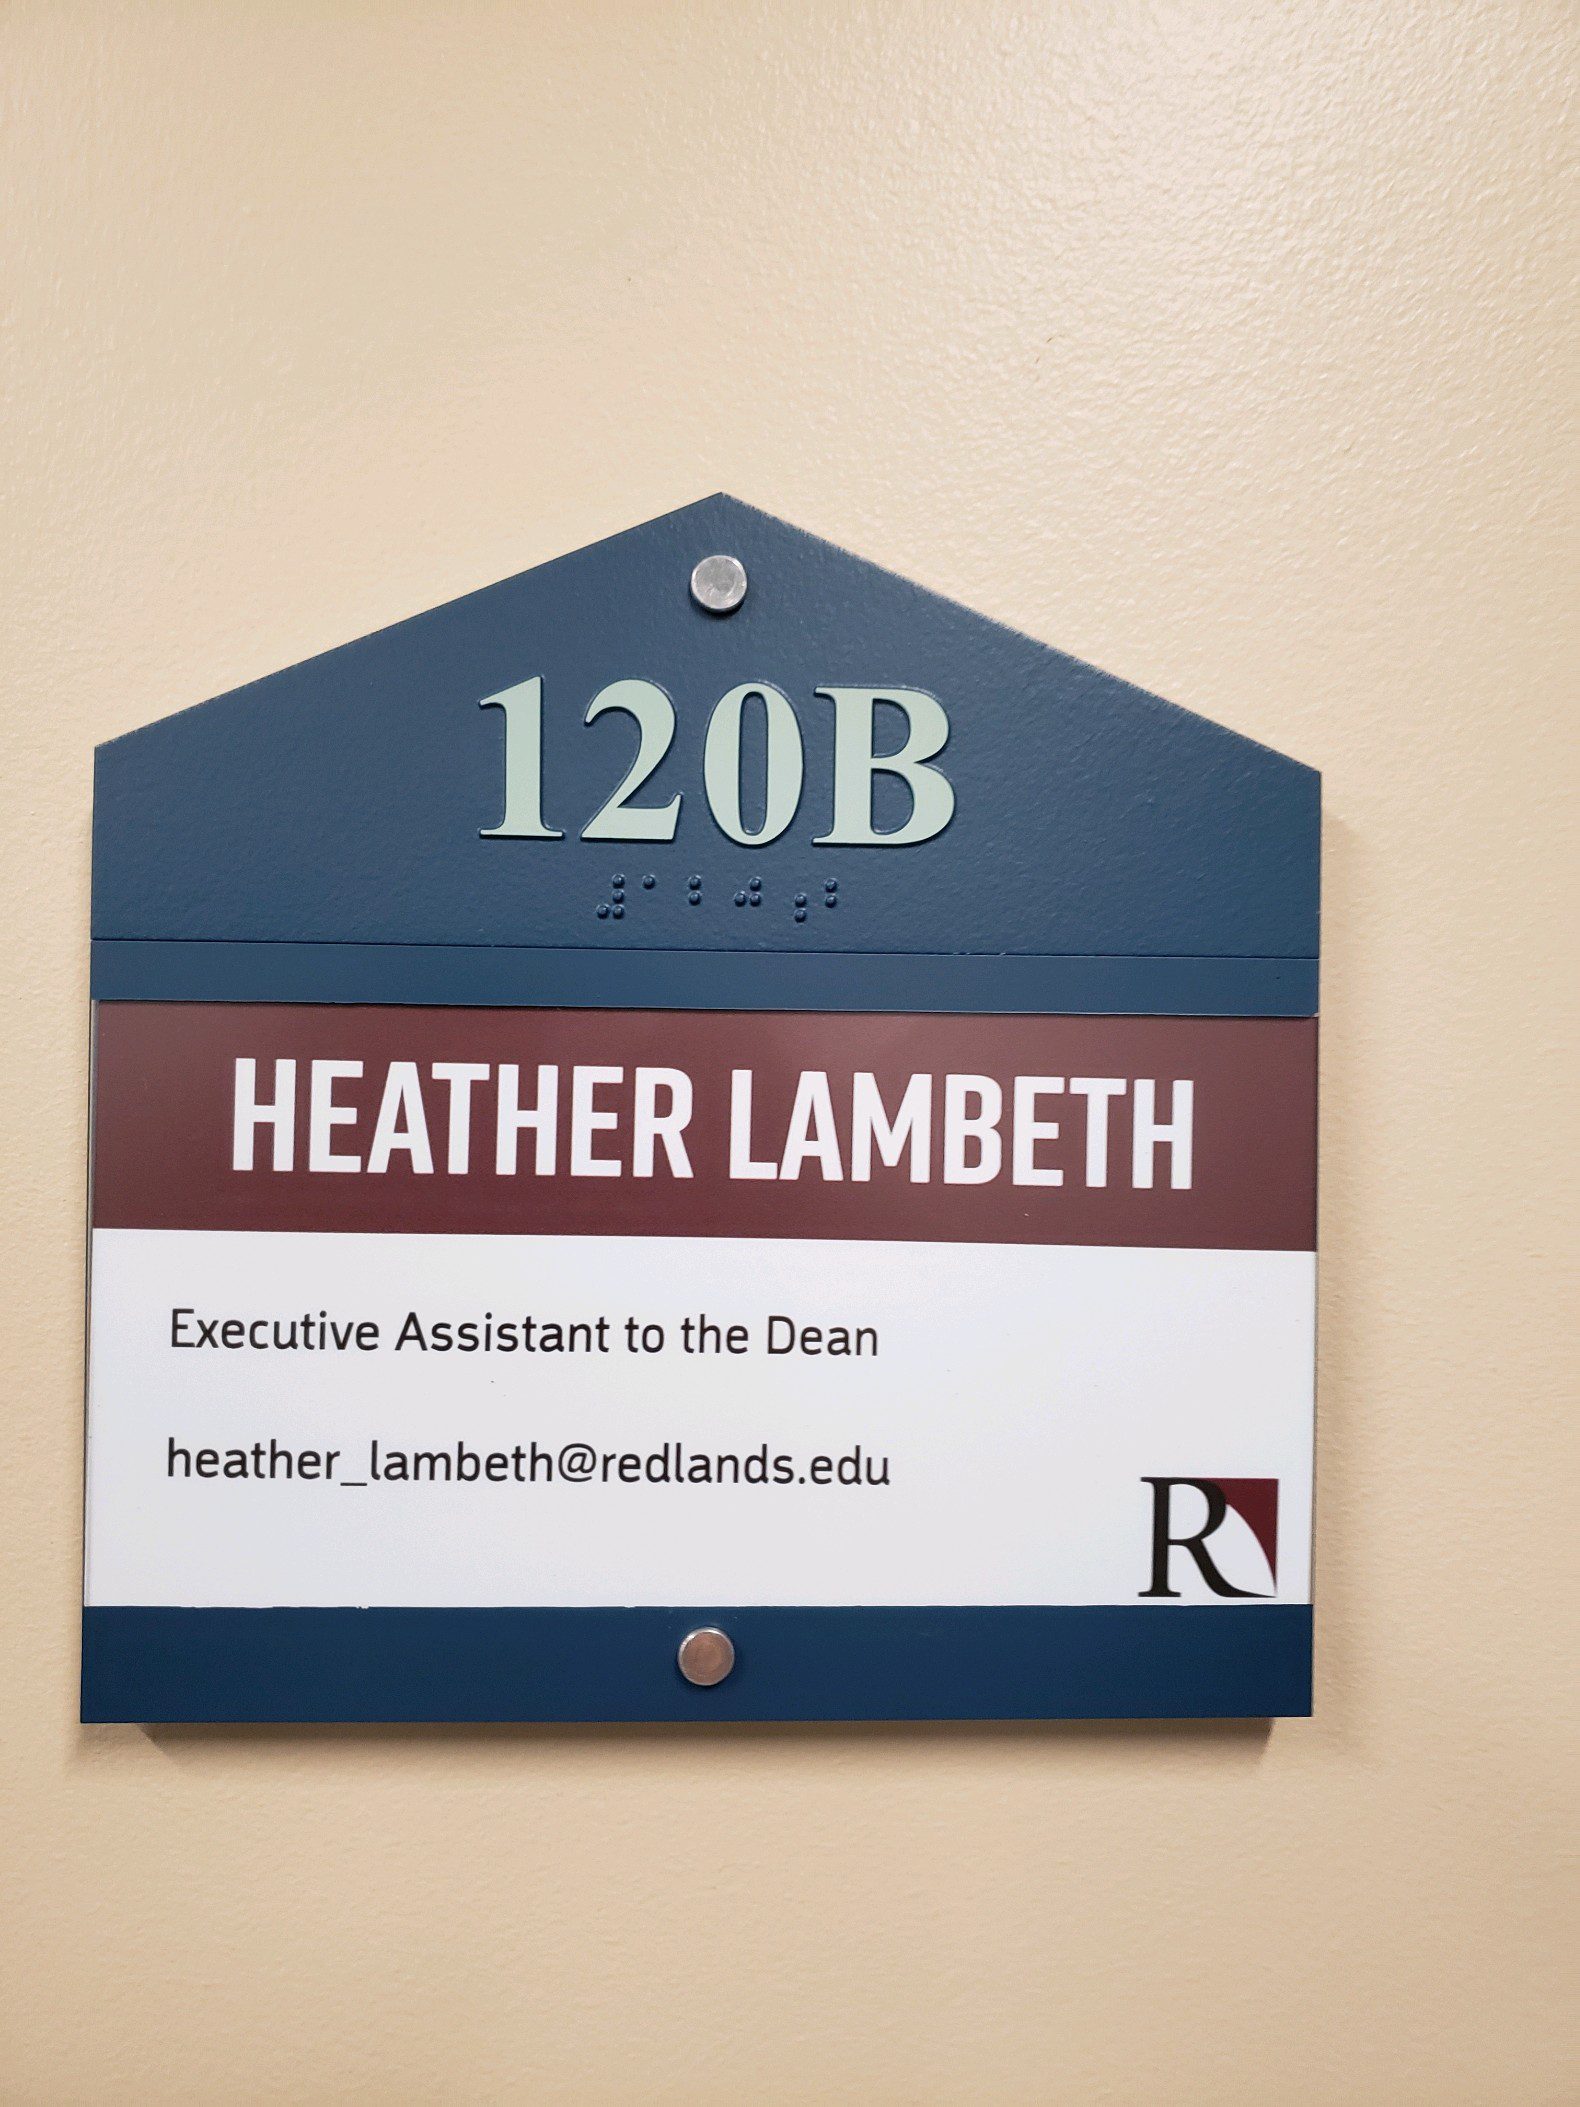 120B
⠼⠁⠃⠚⠰⠃
HEATHER LAMBETH
Executive Assistant to the Dean
heather_lambeth@redlands.edu
R